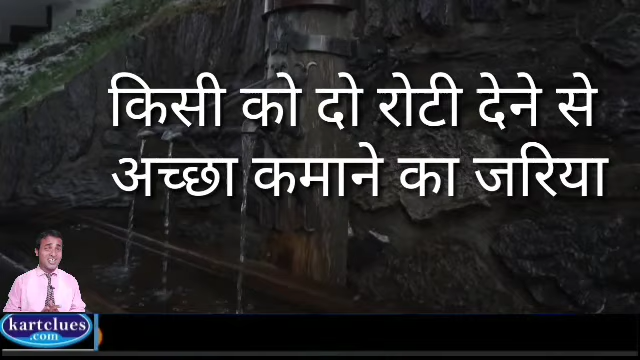 किसी को दो रोटी देने से
अच्छा कमाने का जरिया
kartclues
.com